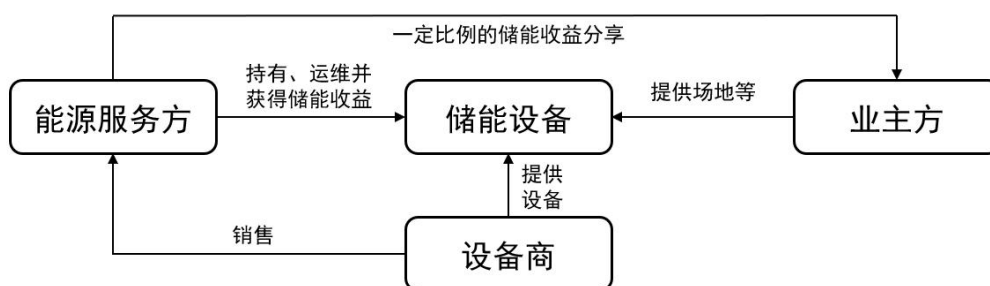 一定比例的储能收益分享
持有、运维并
获得储能收益
提供场地等
能源服务方
储能设备
业主方
提供
设备
销售
设备商